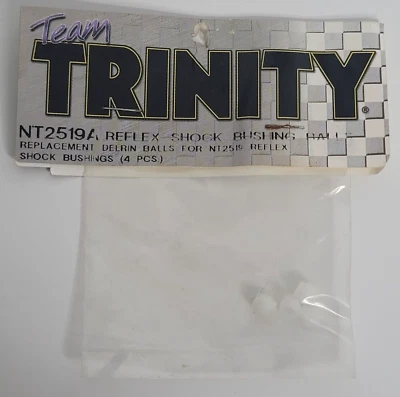 Team
TRINITY®
NT2519A REFLEX SHOCK BUSHING BALLS
REPLACEMENT DELRIN BALLS FOR NT2519 REFLEX
SHOCK BUSHINGS (4 PCS)